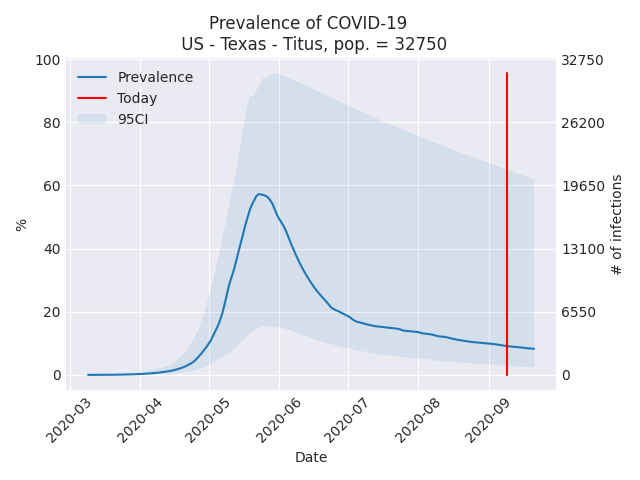 Prevalence of COVID-19
US - Texas - Titus, pop. = 32750
100
80
60
40
20
0
%
Prevalence
Today
95CI
32750
26200
19650
13100
6550
0
# of infections
2020-03
2020-04
2020-05
2020-06
2020-07
2020-08
2020-09
Date